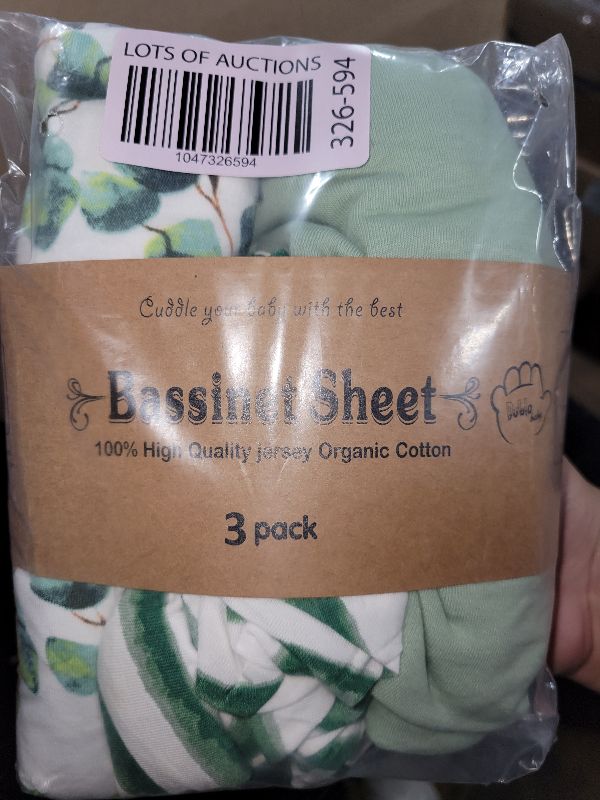 LOTS OF AUCTIONS
326-594
1047326594
Cuddle your baby with the best
Bassinet Sheet
100% High Quality jersey Organic Cotton
3 pack